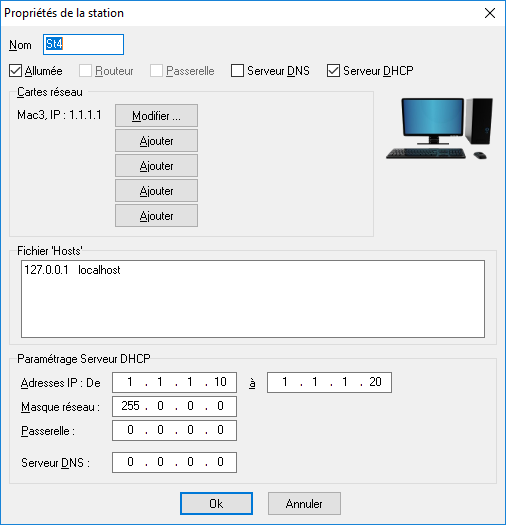 Propriétés de la station
Nom St4
Allumée Routeur Passerelle Serveur DNS Serveur DHCP
Cartes réseau
Mac3, IP : 1.1.1.1 Modifier ...
Ajouter
Ajouter
Ajouter
Ajouter
Fichier 'Hosts'
127.0.0.1 localhost
Paramétrage Serveur DHCP
Adresses IP : De 1 . 1 . 1 . 10 à 1 . 1 . 1 . 20
Masque réseau : 255 . 0 . 0 . 0
Passerelle : 0 . 0 . 0 . 0
Serveur DNS : 0 . 0 . 0 . 0
Ok Annuler